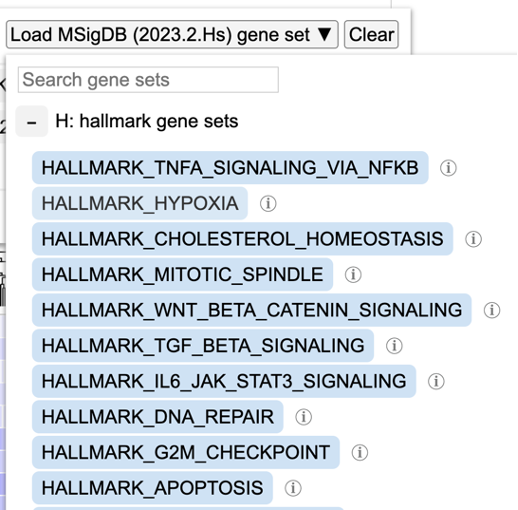 Load MSigDB (2023.2.Hs) gene set ▼ Clear
Search gene sets
– H: hallmark gene sets
HALLMARK_TNFA_SIGNALING_VIA_NFKB ⓘ
HALLMARK_HYPOXIA ⓘ
HALLMARK_CHOLESTEROL_HOMEOSTASIS ⓘ
HALLMARK_MITOTIC_SPINDLE ⓘ
HALLMARK_WNT_BETA_CATENIN_SIGNALING ⓘ
HALLMARK_TGF_BETA_SIGNALING ⓘ
HALLMARK_IL6_JAK_STAT3_SIGNALING ⓘ
HALLMARK_DNA_REPAIR ⓘ
HALLMARK_G2M_CHECKPOINT ⓘ
HALLMARK_APOPTOSIS ⓘ